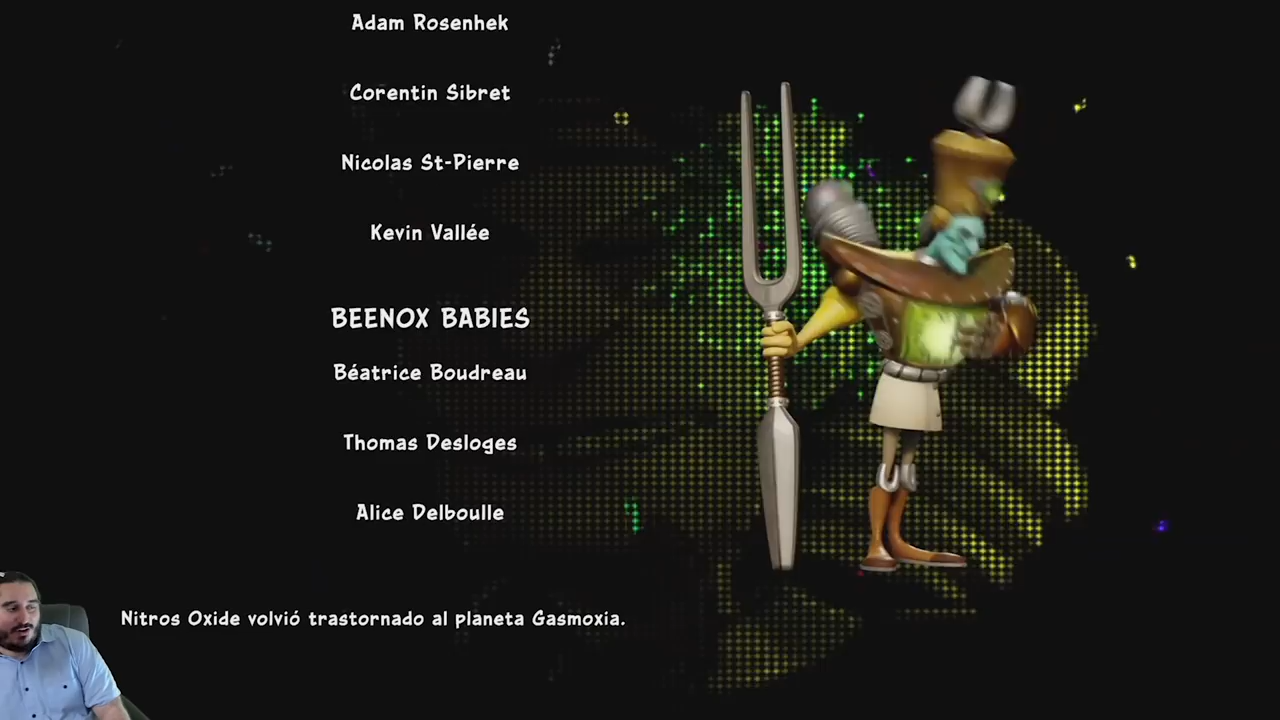 Adam Rosenhek
Corentin Sibret
Nicolas St-Pierre
Kevin Vallée
BEENOX BABIES
Béatrice Boudreau
Thomas Desloges
Alice Delboulle
Nitros Oxide volvió trastornado al planeta Gasmoxia.